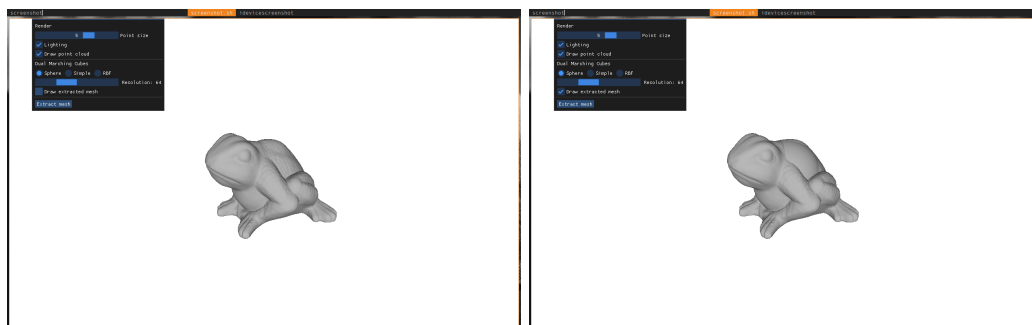 screenshot screenshot.sh idevicescreenshot
Render
5 Point size
Lighting
Draw point cloud
Dual Marching Cubes
Sphere Simple RBF
Resolution: 64
Draw extracted mesh
Extract mesh
screenshot screenshot.sh idevicescreenshot
Render
5 Point size
Lighting
Draw point cloud
Dual Marching Cubes
Sphere Simple RBF
Resolution: 64
Draw extracted mesh
Extract mesh